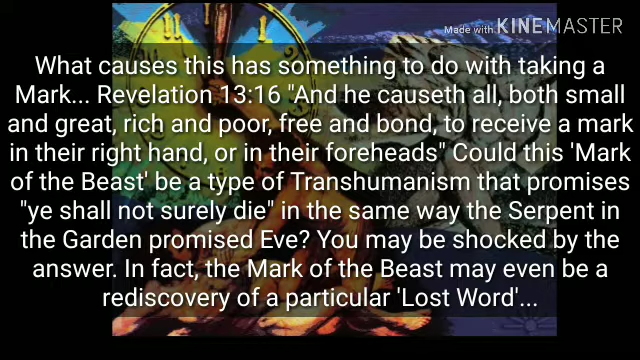 Made with KINEMASTER
What causes this has something to do with taking a
Mark... Revelation 13:16 "And he causeth all, both small
and great, rich and poor, free and bond, to receive a mark
in their right hand, or in their foreheads" Could this 'Mark
of the Beast' be a type of Transhumanism that promises
"ye shall not surely die" in the same way the Serpent in
the Garden promised Eve? You may be shocked by the
answer. In fact, the Mark of the Beast may even be a
rediscovery of a particular 'Lost Word'...